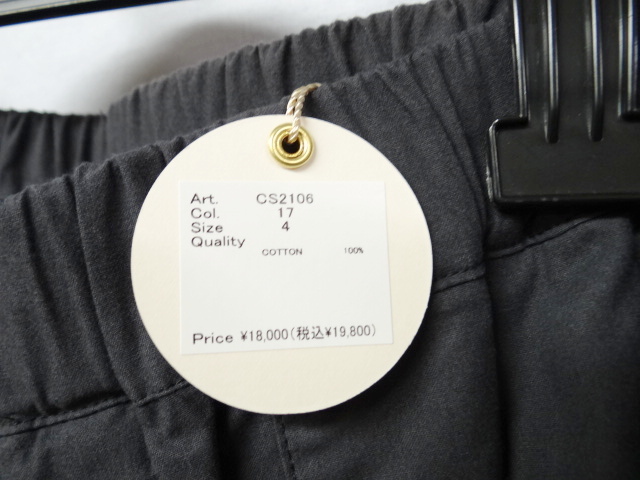 Art. CS2106
Col. 17
Size 4
Quality
COTTON 100%
Price ¥18,000(税込¥19,800)